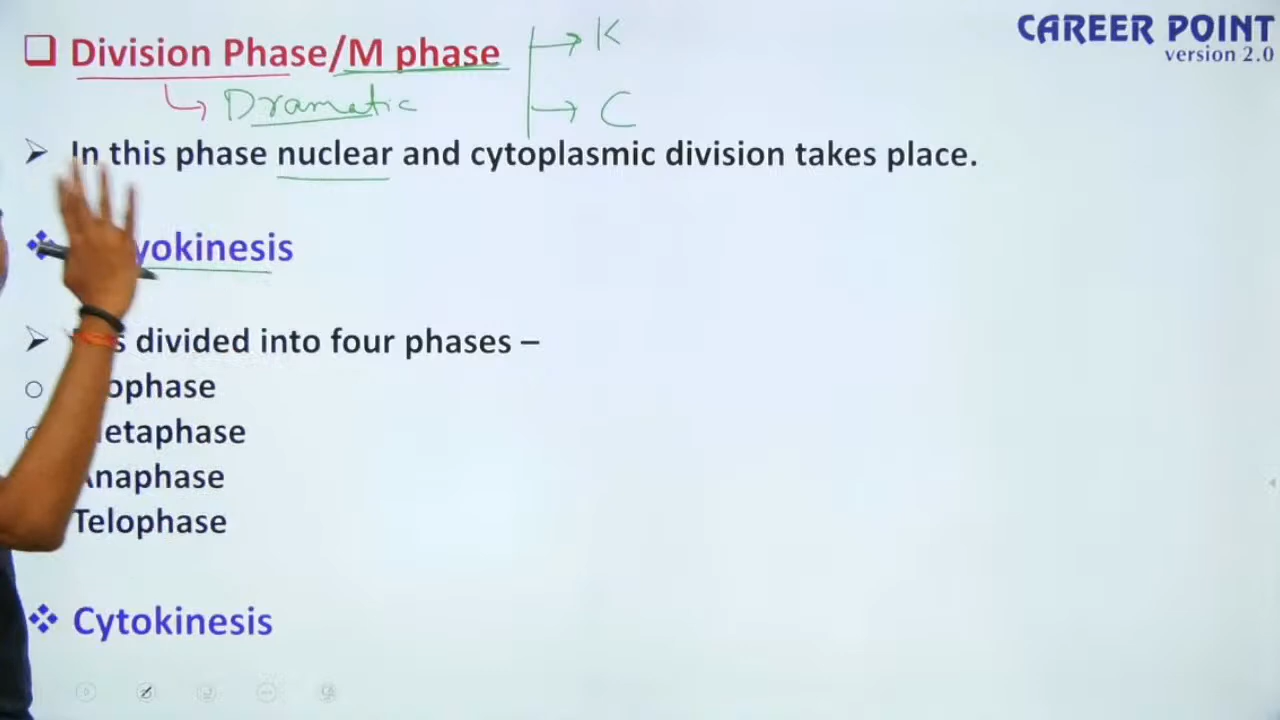 CAREER POINT
version 2.0
Division Phase/M phase
K
Dramatic
C
In this phase nuclear and cytoplasmic division takes place.
yokinesis
divided into four phases –
ophase
etaphase
Anaphase
Telophase
Cytokinesis